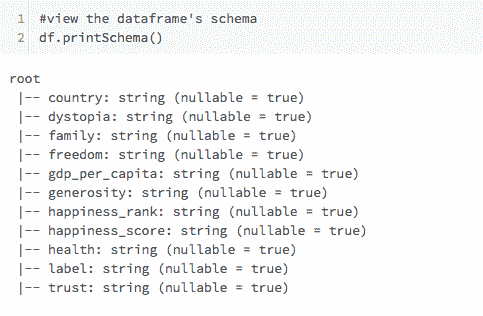 1 #view the dataframe's schema
2 df.printSchema()
root
|-- country: string (nullable = true)
|-- dystopia: string (nullable = true)
|-- family: string (nullable = true)
|-- freedom: string (nullable = true)
|-- gdp_per_capita: string (nullable = true)
|-- generosity: string (nullable = true)
|-- happiness_rank: string (nullable = true)
|-- happiness_score: string (nullable = true)
|-- health: string (nullable = true)
|-- label: string (nullable = true)
|-- trust: string (nullable = true)